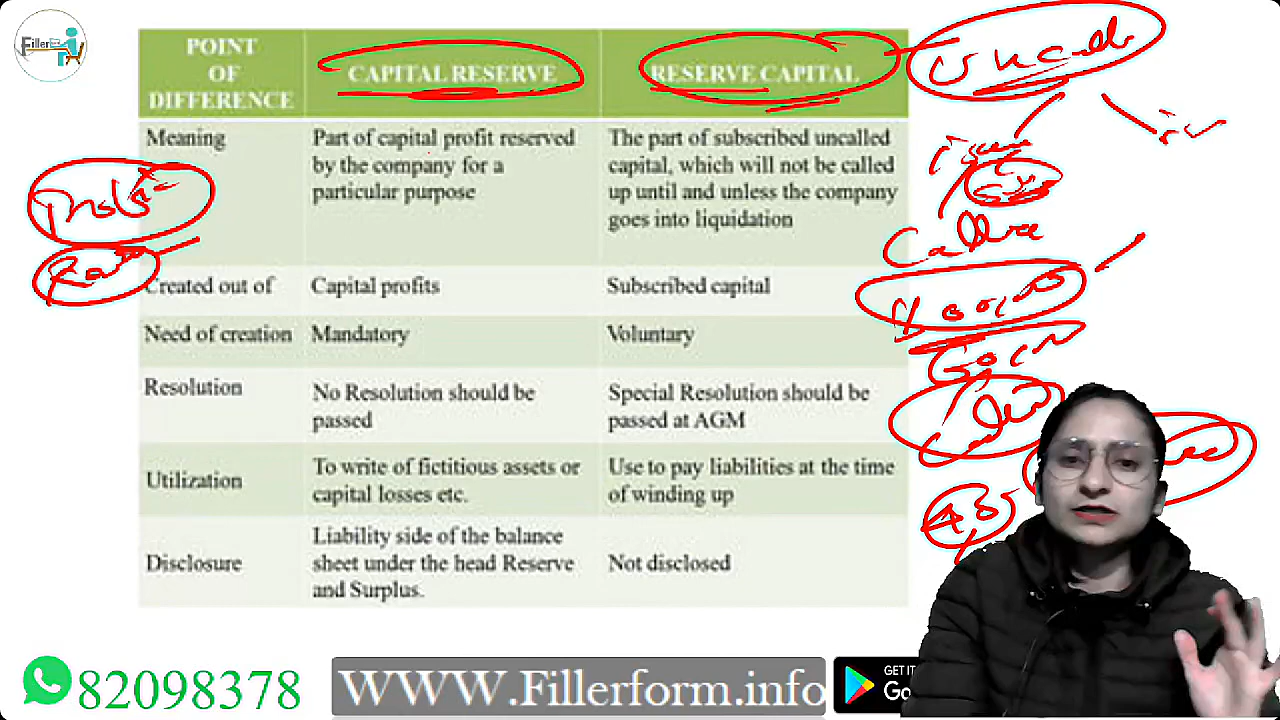 Filler
POINT
OF
DIFFERENCE
CAPITAL RESERVE
RESERVE CAPITAL
Meaning
Part of capital profit reserved
by the company for a
particular purpose
The part of subscribed uncalled
capital, which will not be called
up until and unless the company
goes into liquidation
Created out of
Capital profits
Subscribed capital
Need of creation
Mandatory
Voluntary
Resolution
No Resolution should be
passed
Special Resolution should be
passed at AGM
Utilization
To write of fictitious assets or
capital losses etc.
Use to pay liabilities at the time
of winding up
Disclosure
Liability side of the balance
sheet under the head Reserve
and Surplus.
Not disclosed
82098378
WWW.Fillerform.info
GET IT
Go